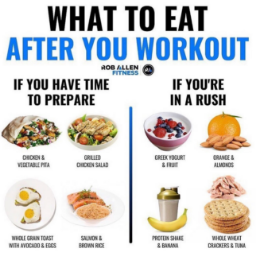 WHAT TO EAT
AFTER YOU WORKOUT
ROB ALLEN
FITNESS
IF YOU HAVE TIME
TO PREPARE
IF YOU'RE
IN A RUSH
CHICKEN &
VEGETABLE PITA
GRILLED
CHICKEN SALAD
GREEK YOGURT
& FRUIT
ORANGE &
ALMONDS
WHOLE GRAIN TOAST
WITH AVOCADO & EGGS
SALMON &
BROWN RICE
PROTEIN SHAKE
& BANANA
WHOLE WHEAT
CRACKERS & TUNA